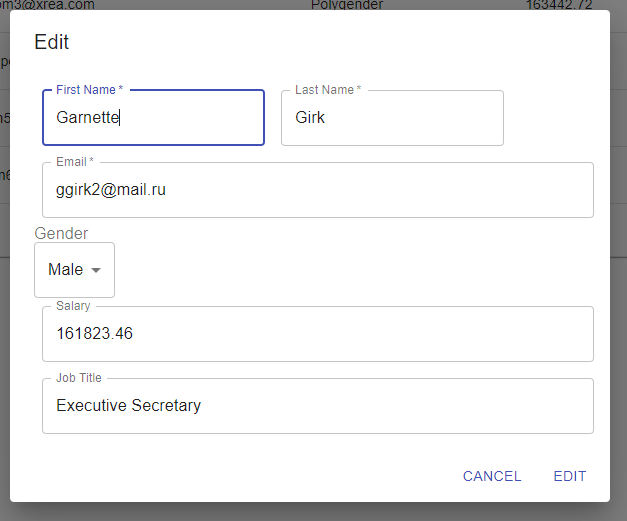 om3@xrea.com Polygender 163442.72
Edit
First Name * Last Name *
Garnette Girk
Email *
ggirk2@mail.ru
Gender
Male
Salary
161823.46
Job Title
Executive Secretary
CANCEL EDIT